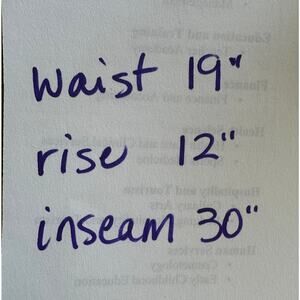 waist 19"
rise 12"
inseam 30"